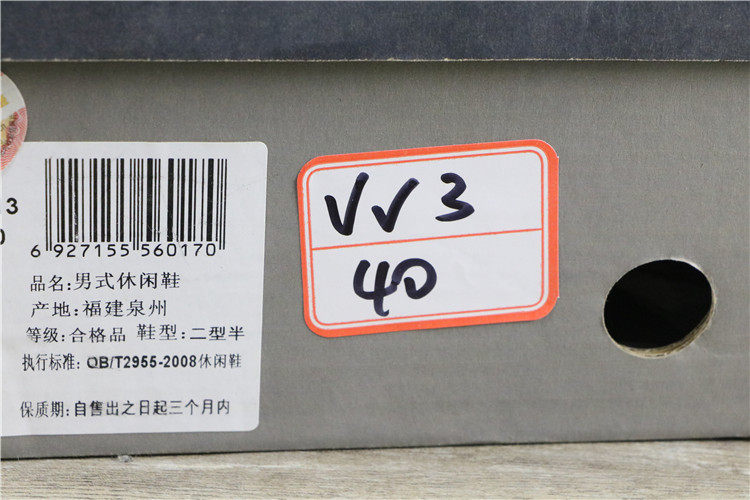 3
0
6 927155 560170
品名:男式休闲鞋
产地:福建泉州
等级:合格品 鞋型:二型半
执行标准: QB/T2955-2008休闲鞋
保质期:自售出之日起三个月内
VV3
40